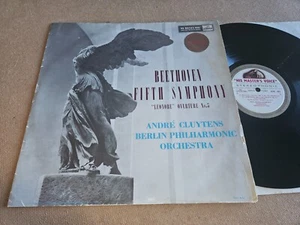 BEETHOVEN
FIFTH SYMPHONY
"LEONORE" OVERTURE No.3
ANDRÉ CLUYTENS
BERLIN PHILHARMONIC
ORCHESTRA
"HIS MASTER'S VOICE"